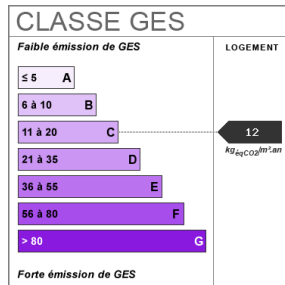 CLASSE GES
Faible émission de GES
LOGEMENT
≤ 5 A
6 à 10 B
11 à 20 C
12
kgéqCO2/m².an
21 à 35 D
36 à 55 E
56 à 80 F
> 80 G
Forte émission de GES